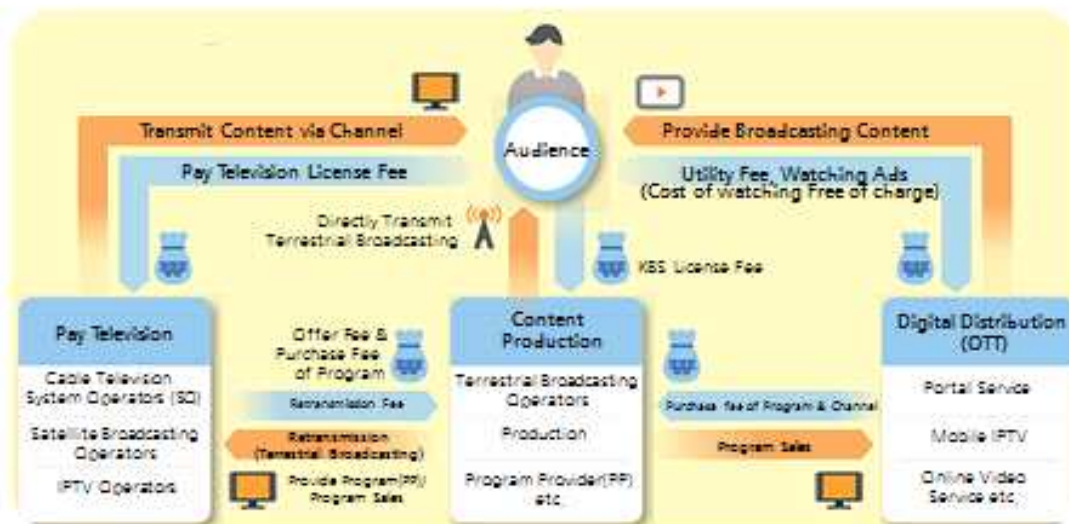 Transmit Content via Channel
Provide Broadcasting Content
Audience
Pay Television License Fee
Utility Fee, Watching Ads
(Cost of watching Free of charge)
Directly Transmit
Terrestrial Broadcasting
KBS License Fee
Pay Television
Cable Television
System Operators (SO)
Satellite Broadcasting
Operators
IPTV Operators
Offer Fee &
Purchase Fee
of Program
Retransmission Fee
Retransmission
(Terrestrial Broadcasting)
Provide Program(PP)/
Program Sales
Content
Production
Terrestrial Broadcasting
Operators
Production
Program Provider(PP)
etc.
Purchase fee of Program & Channel
Program Sales
Digital Distribution
(OTT)
Portal Service
Mobile IPTV
Online Video
Service etc.